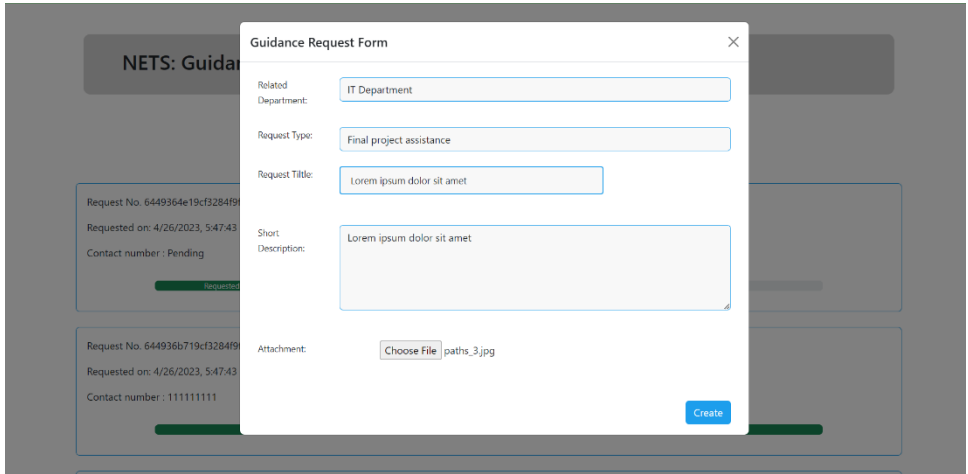 Guidance Request Form
NETS: Guidan
Related
Department:
IT Department
Request Type:
Final project assistance
Request Tiltle:
Lorem ipsum dolor sit amet
Request No. 6449364e19cf3284f9f
Requested on: 4/26/2023, 5:47:43
Contact number : Pending
Requested
Short
Description:
Lorem ipsum dolor sit amet
Request No. 644936b719cf3284f9f
Requested on: 4/26/2023, 5:47:43
Contact number : 111111111
Attachment:
Choose File paths_3.jpg
Create